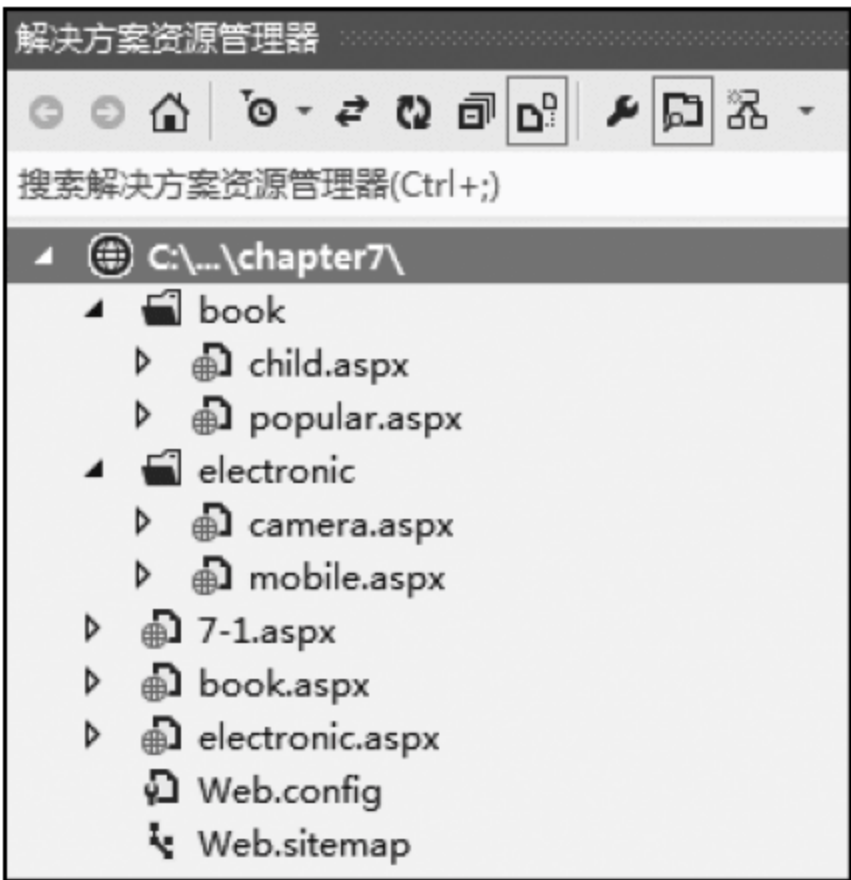 解决方案资源管理器
搜索解决方案资源管理器(Ctrl+;)
C:\...\chapter7\
book
child.aspx
popular.aspx
electronic
camera.aspx
mobile.aspx
7-1.aspx
book.aspx
electronic.aspx
Web.config
Web.sitemap